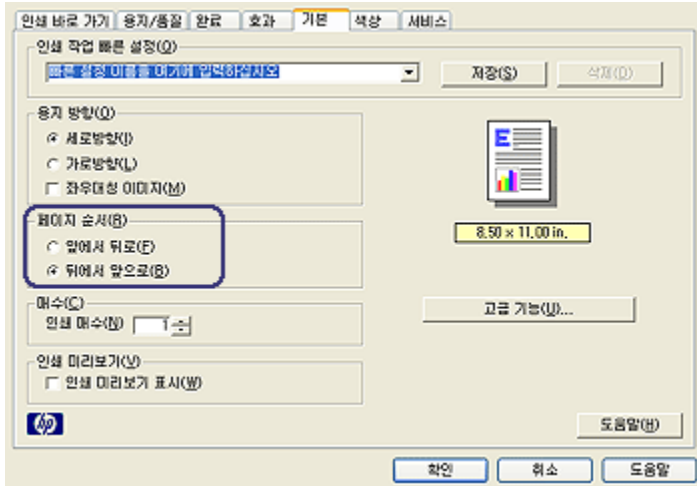 인쇄 바로 가기 용지/품질 완료 효과 기본 색상 서비스
인쇄 작업 빠른 설정(Q)
빠른 설정 이름을 여기에 입력하십시오
저장(S) 삭제(D)
용지 방향(O)
세로방향(I)
가로방향(L)
좌우대칭 이미지(M)
E
페이지 순서(R)
앞에서 뒤로(F)
뒤에서 앞으로(B)
8.50 × 11.00 in.
매수(C)
인쇄 매수(N) 1
고급 기능(U)...
인쇄 미리보기(V)
인쇄 미리보기 표시(W)
hp
도움말(H)
확인 취소 도움말